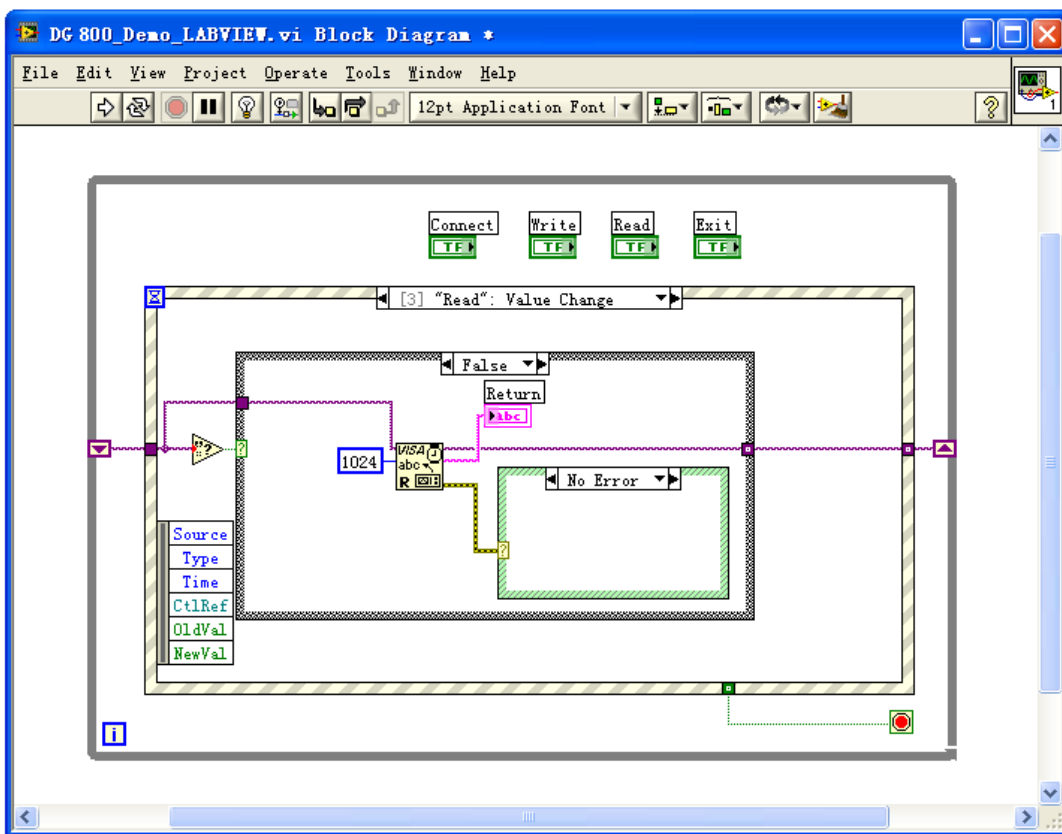 DG 800_Demo_LABVIEW.vi Block Diagram *
File Edit View Project Operate Tools Window Help
12pt Application Font
?
1
Connect Write Read Exit
TF TF TF TF
[3] "Read": Value Change
False
Return
abc
?
?
1024
VISA
abc
R
No Error
?
Source
Type
Time
CtlRef
OldVal
NewVal
i